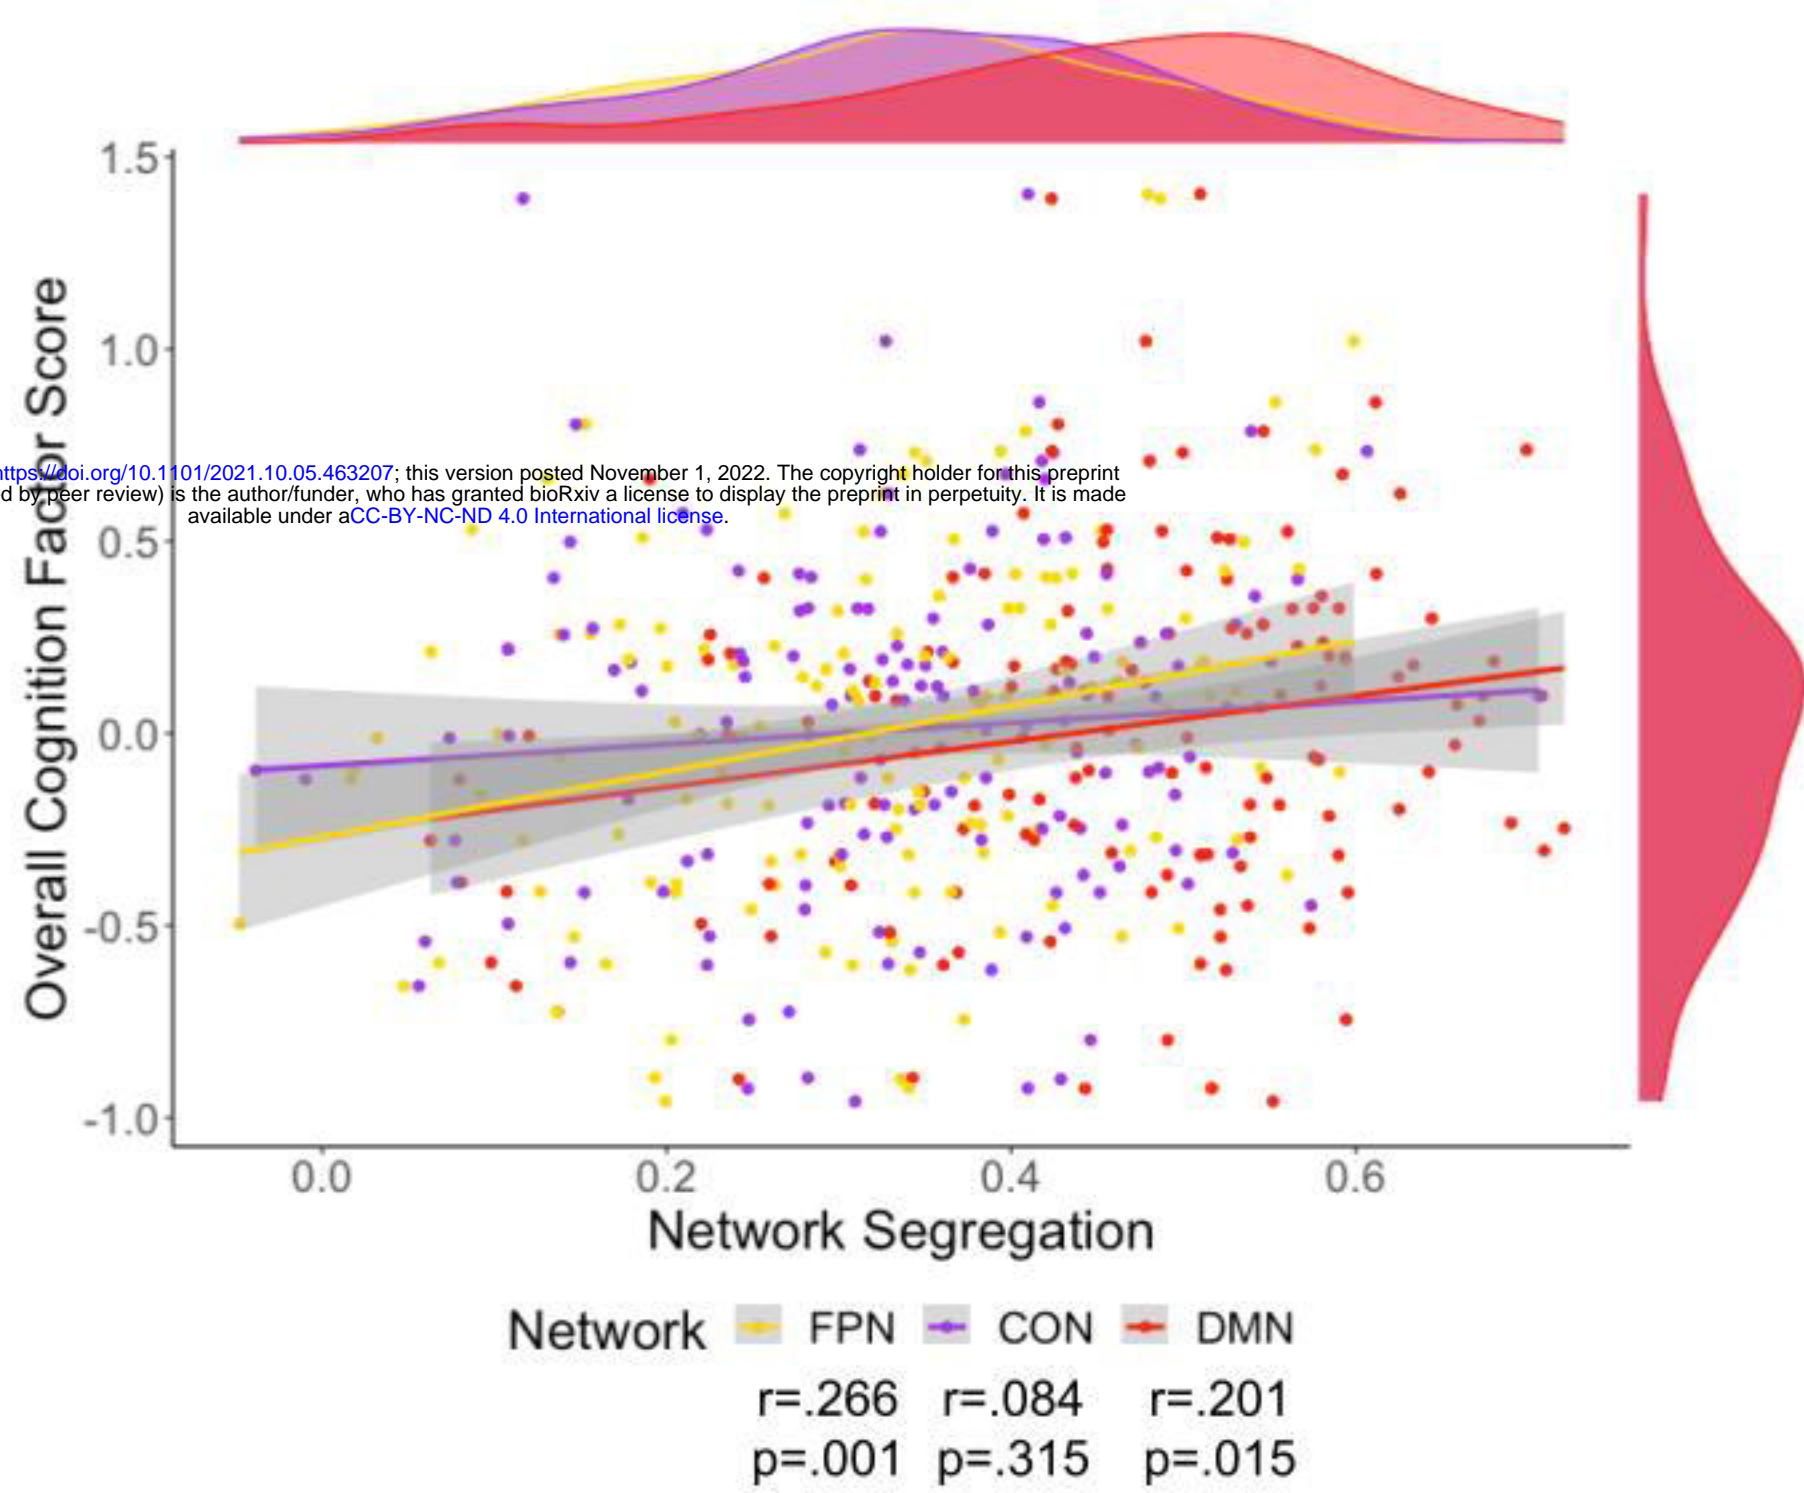 1.5
1.0
0.5
0.0
-0.5
-1.0
Overall Cognition Factor Score
https://doi.org/10.1101/2021.10.05.463207; this version posted November 1, 2022. The copyright holder for this preprint
d by peer review) is the author/funder, who has granted bioRxiv a license to display the preprint in perpetuity. It is made
available under aCC-BY-NC-ND 4.0 International license.
0.0 0.2 0.4 0.6
Network Segregation
Network FPN CON DMN
r=.266 r=.084 r=.201
p=.001 p=.315 p=.015